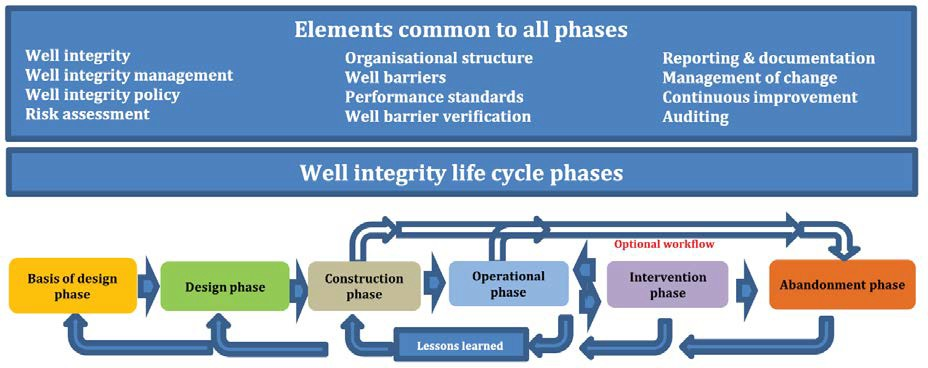 Elements common to all phases
Well integrity
Well integrity management
Well integrity policy
Risk assessment
Organisational structure
Well barriers
Performance standards
Well barrier verification
Reporting & documentation
Management of change
Continuous improvement
Auditing
Well integrity life cycle phases
Optional workflow
Basis of design
phase
Design phase
Construction
phase
Operational
phase
Intervention
phase
Abandonment phase
Lessons learned